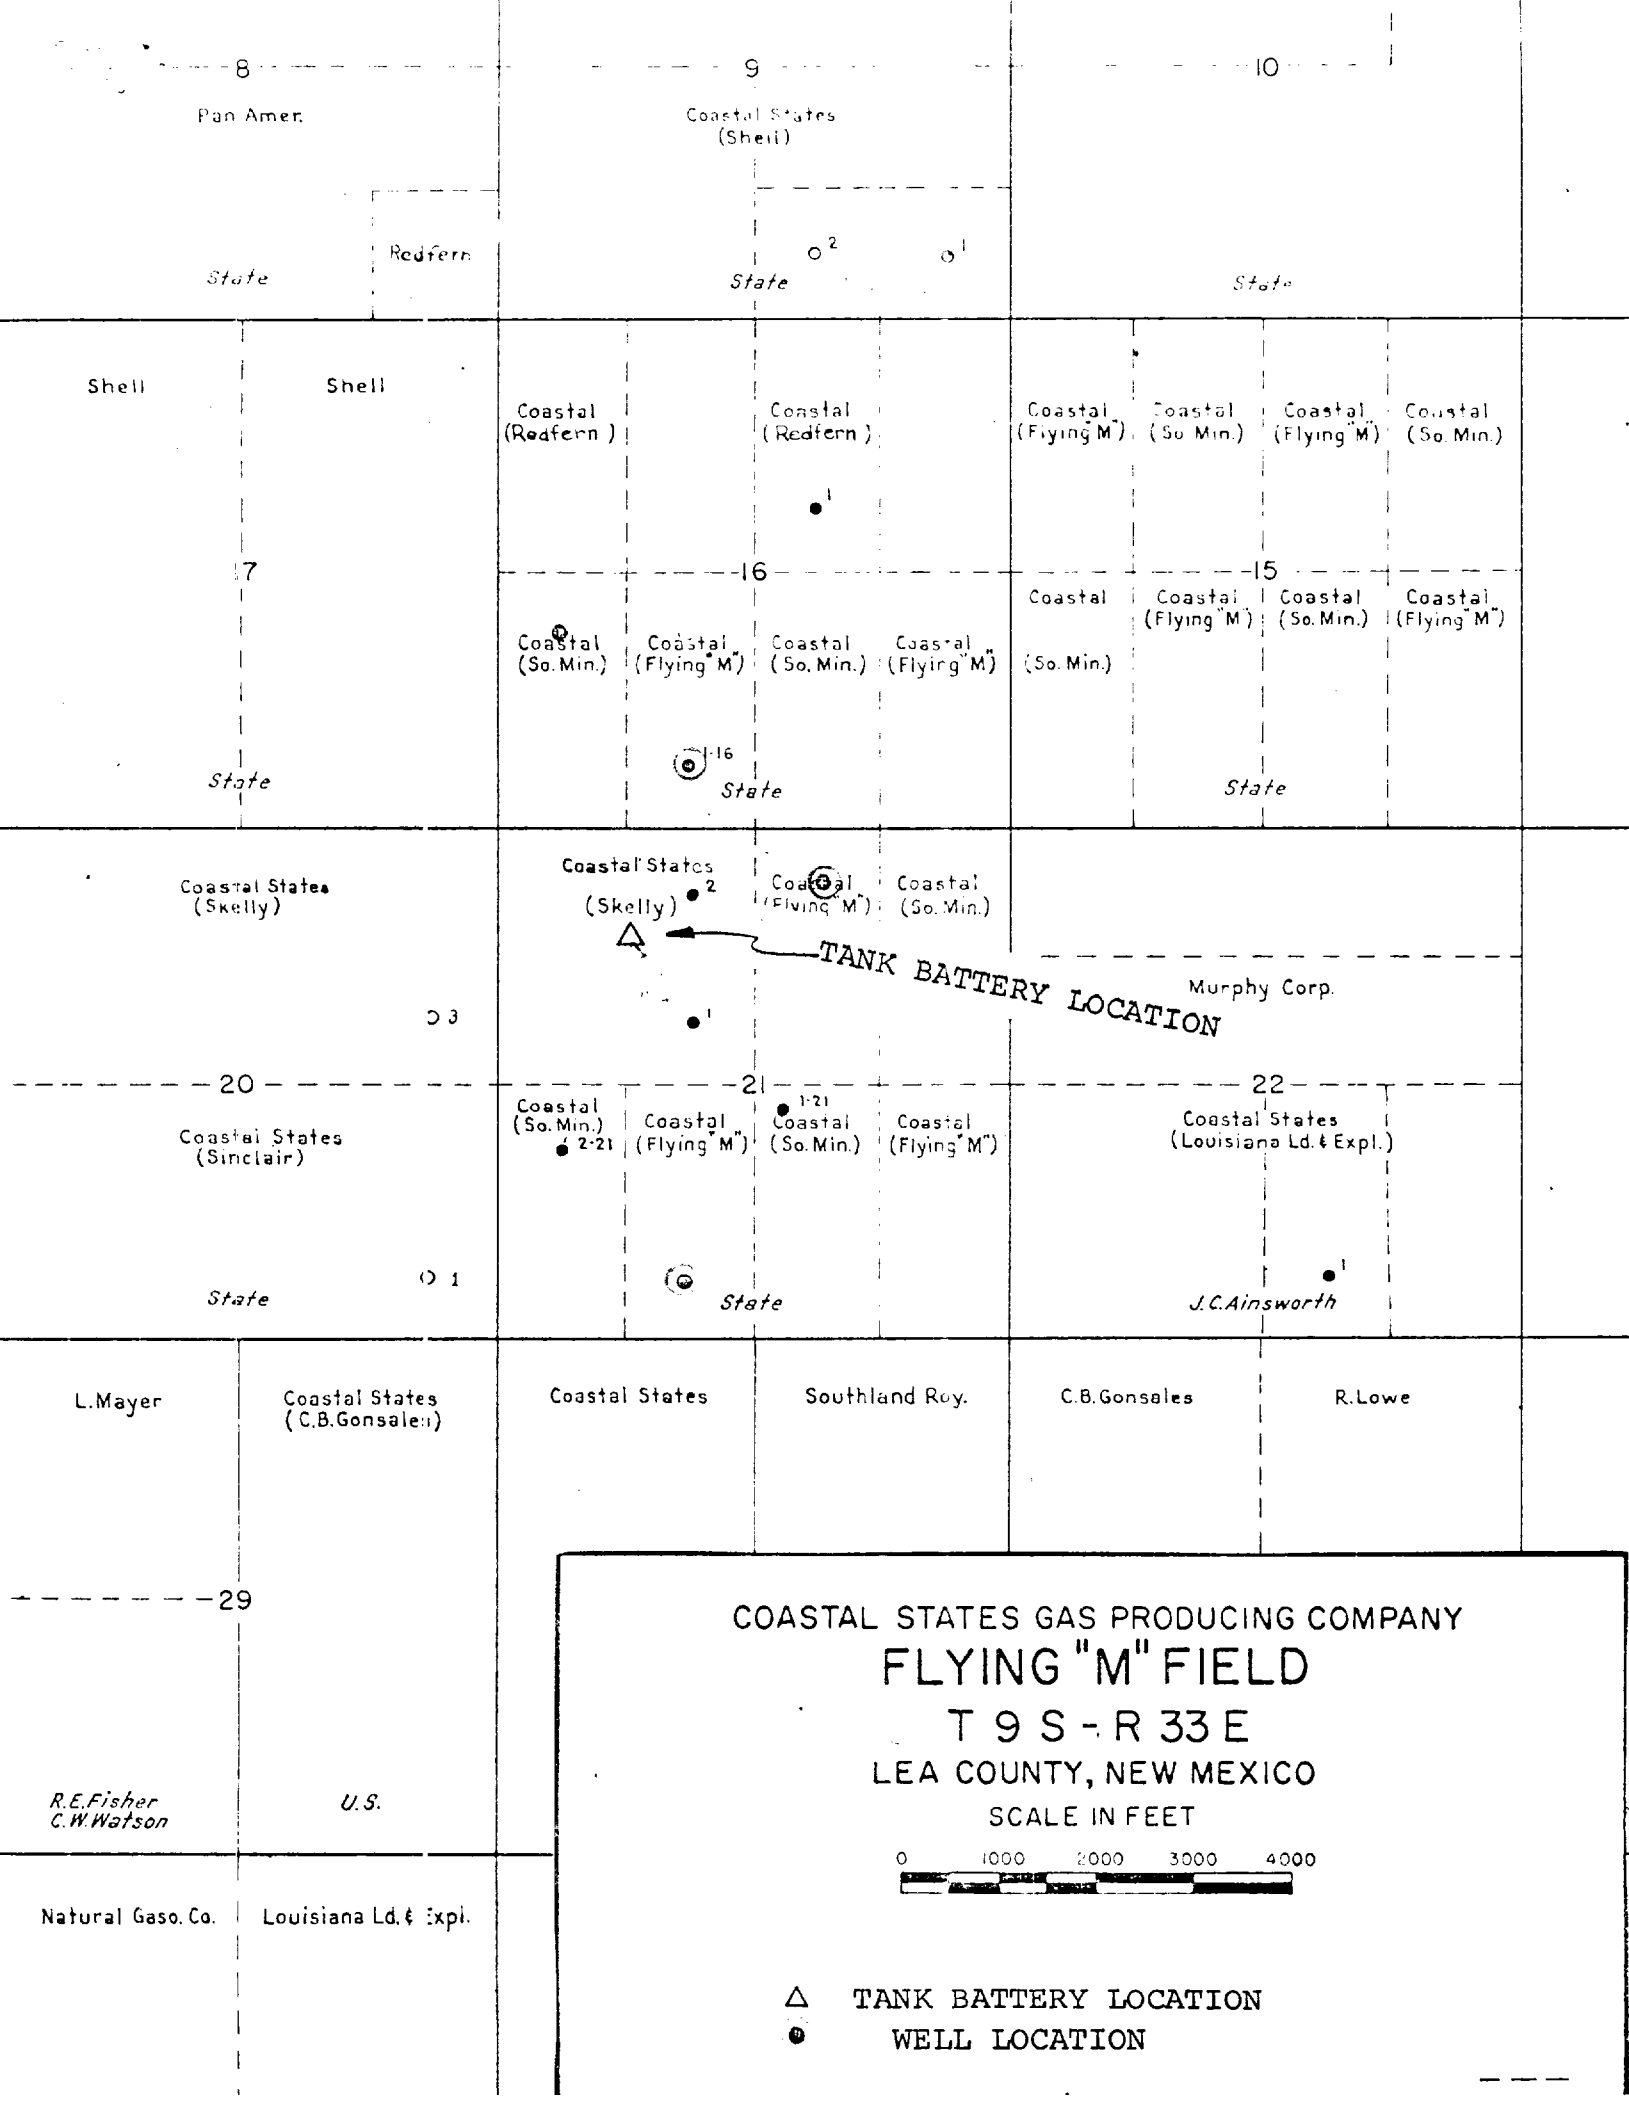 8
9
10
Pan Amer.
Coastal States
(Shell)
Redfern
2
1
State
State
State
Shell
Shell
Coastal
(Redfern)
Coastal
(Redfern)
Coastal
(Flying "M")
Coastal
(So. Min.)
Coastal
(Flying "M")
Coastal
(So. Min.)
1
17
16
15
Coastal
(So. Min.)
Coastal
(Flying "M")
Coastal
(So. Min.)
Coastal
(Flying "M")
Coastal
(So. Min.)
Coastal
(Flying "M")
Coastal
(So. Min.)
Coastal
(Flying "M")
1-16
State
State
State
Coastal States
(Skelly)
Coastal States
(Skelly)
2
Coastal
(Flying "M")
Coastal
(So. Min.)
TANK BATTERY LOCATION
Murphy Corp.
3
1
20
21
22
Coastal States
(Sinclair)
Coastal
(So. Min.)
2-21
Coastal
(Flying "M")
1-21
Coastal
(So. Min.)
Coastal
(Flying "M")
Coastal States
(Louisiana Ld. & Expl.)
1
1
State
State
J.C. Ainsworth
L. Mayer
Coastal States
(C.B. Gonsales)
Coastal States
Southland Roy.
C.B. Gonsales
R. Lowe
29
R.E. Fisher
C.W. Watson
U.S.
Natural Gaso. Co.
Louisiana Ld. & Expl.
COASTAL STATES GAS PRODUCING COMPANY
FLYING "M" FIELD
T 9 S - R 33 E
LEA COUNTY, NEW MEXICO
SCALE IN FEET
0 1000 2000 3000 4000
TANK BATTERY LOCATION
WELL LOCATION